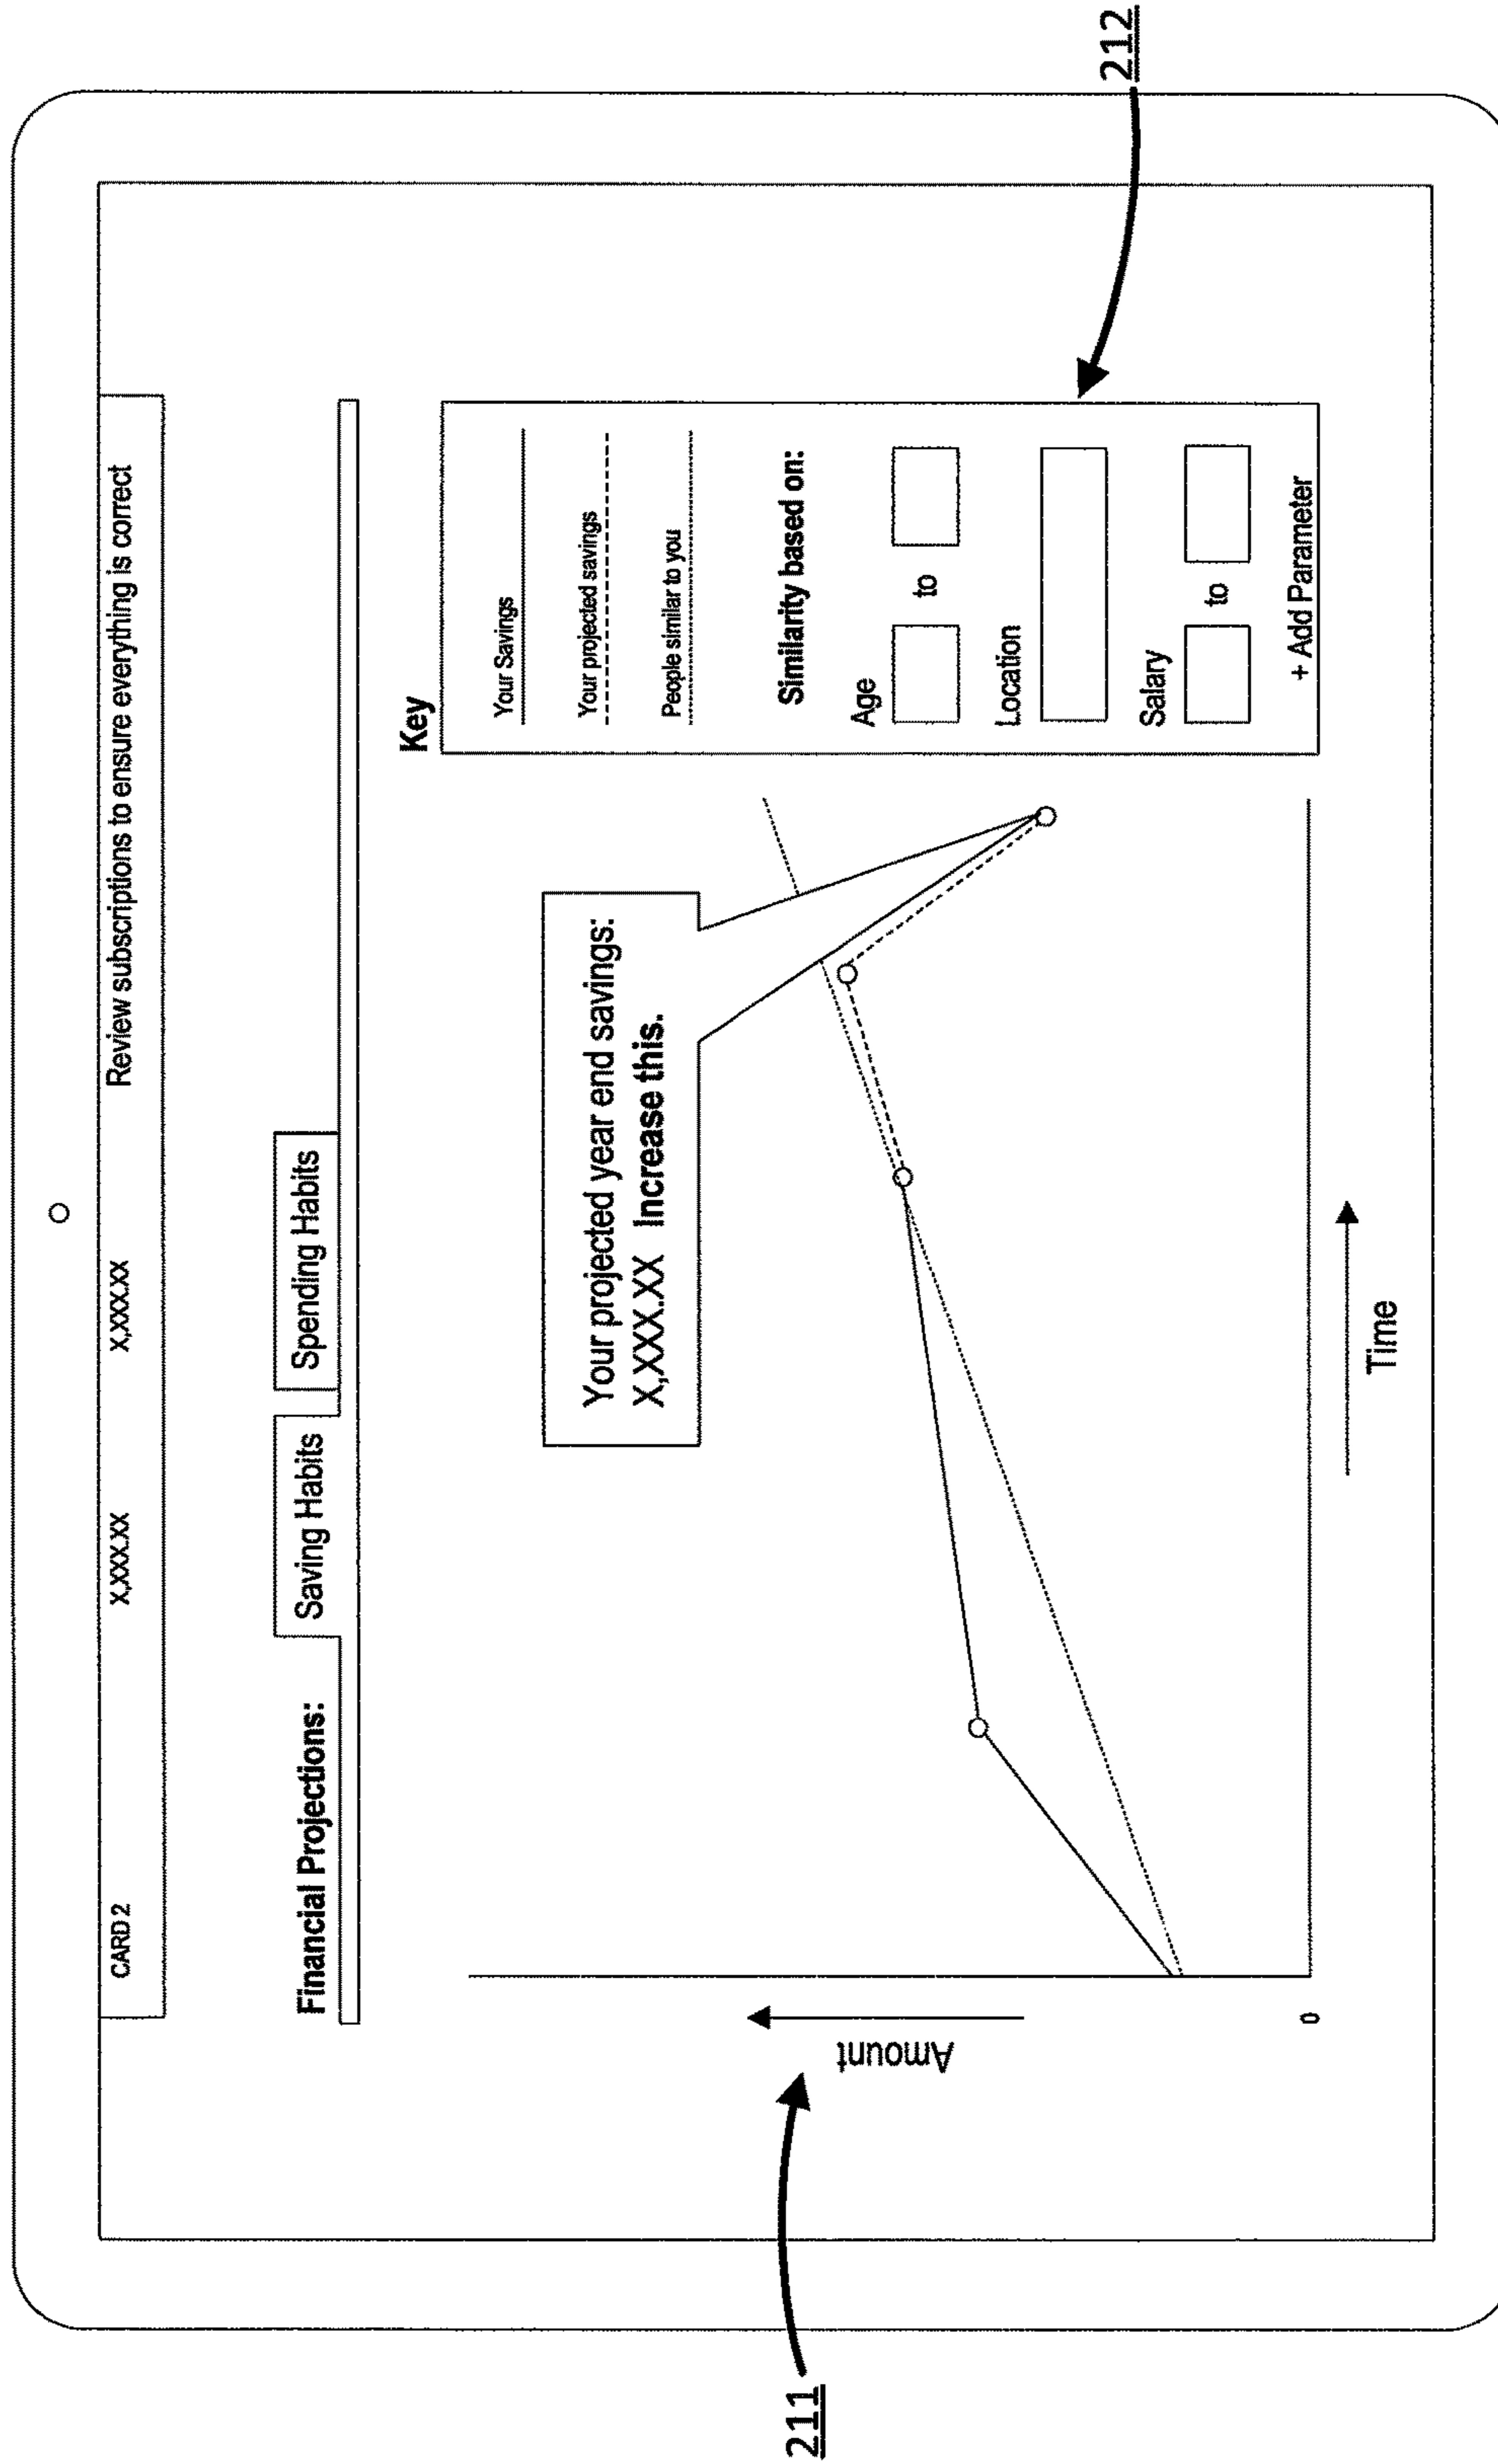 CARD 2 X,XXX.XX X,XXX.XX Review subscriptions to ensure everything is correct
Financial Projections:
Saving Habits
Spending Habits
Key
Your Savings
Your projected savings
People similar to you
Similarity based on:
Age
to
Location
Salary
to
+ Add Parameter
Your projected year end savings:
X,XXX.XX Increase this.
Amount
0
Time
211
212